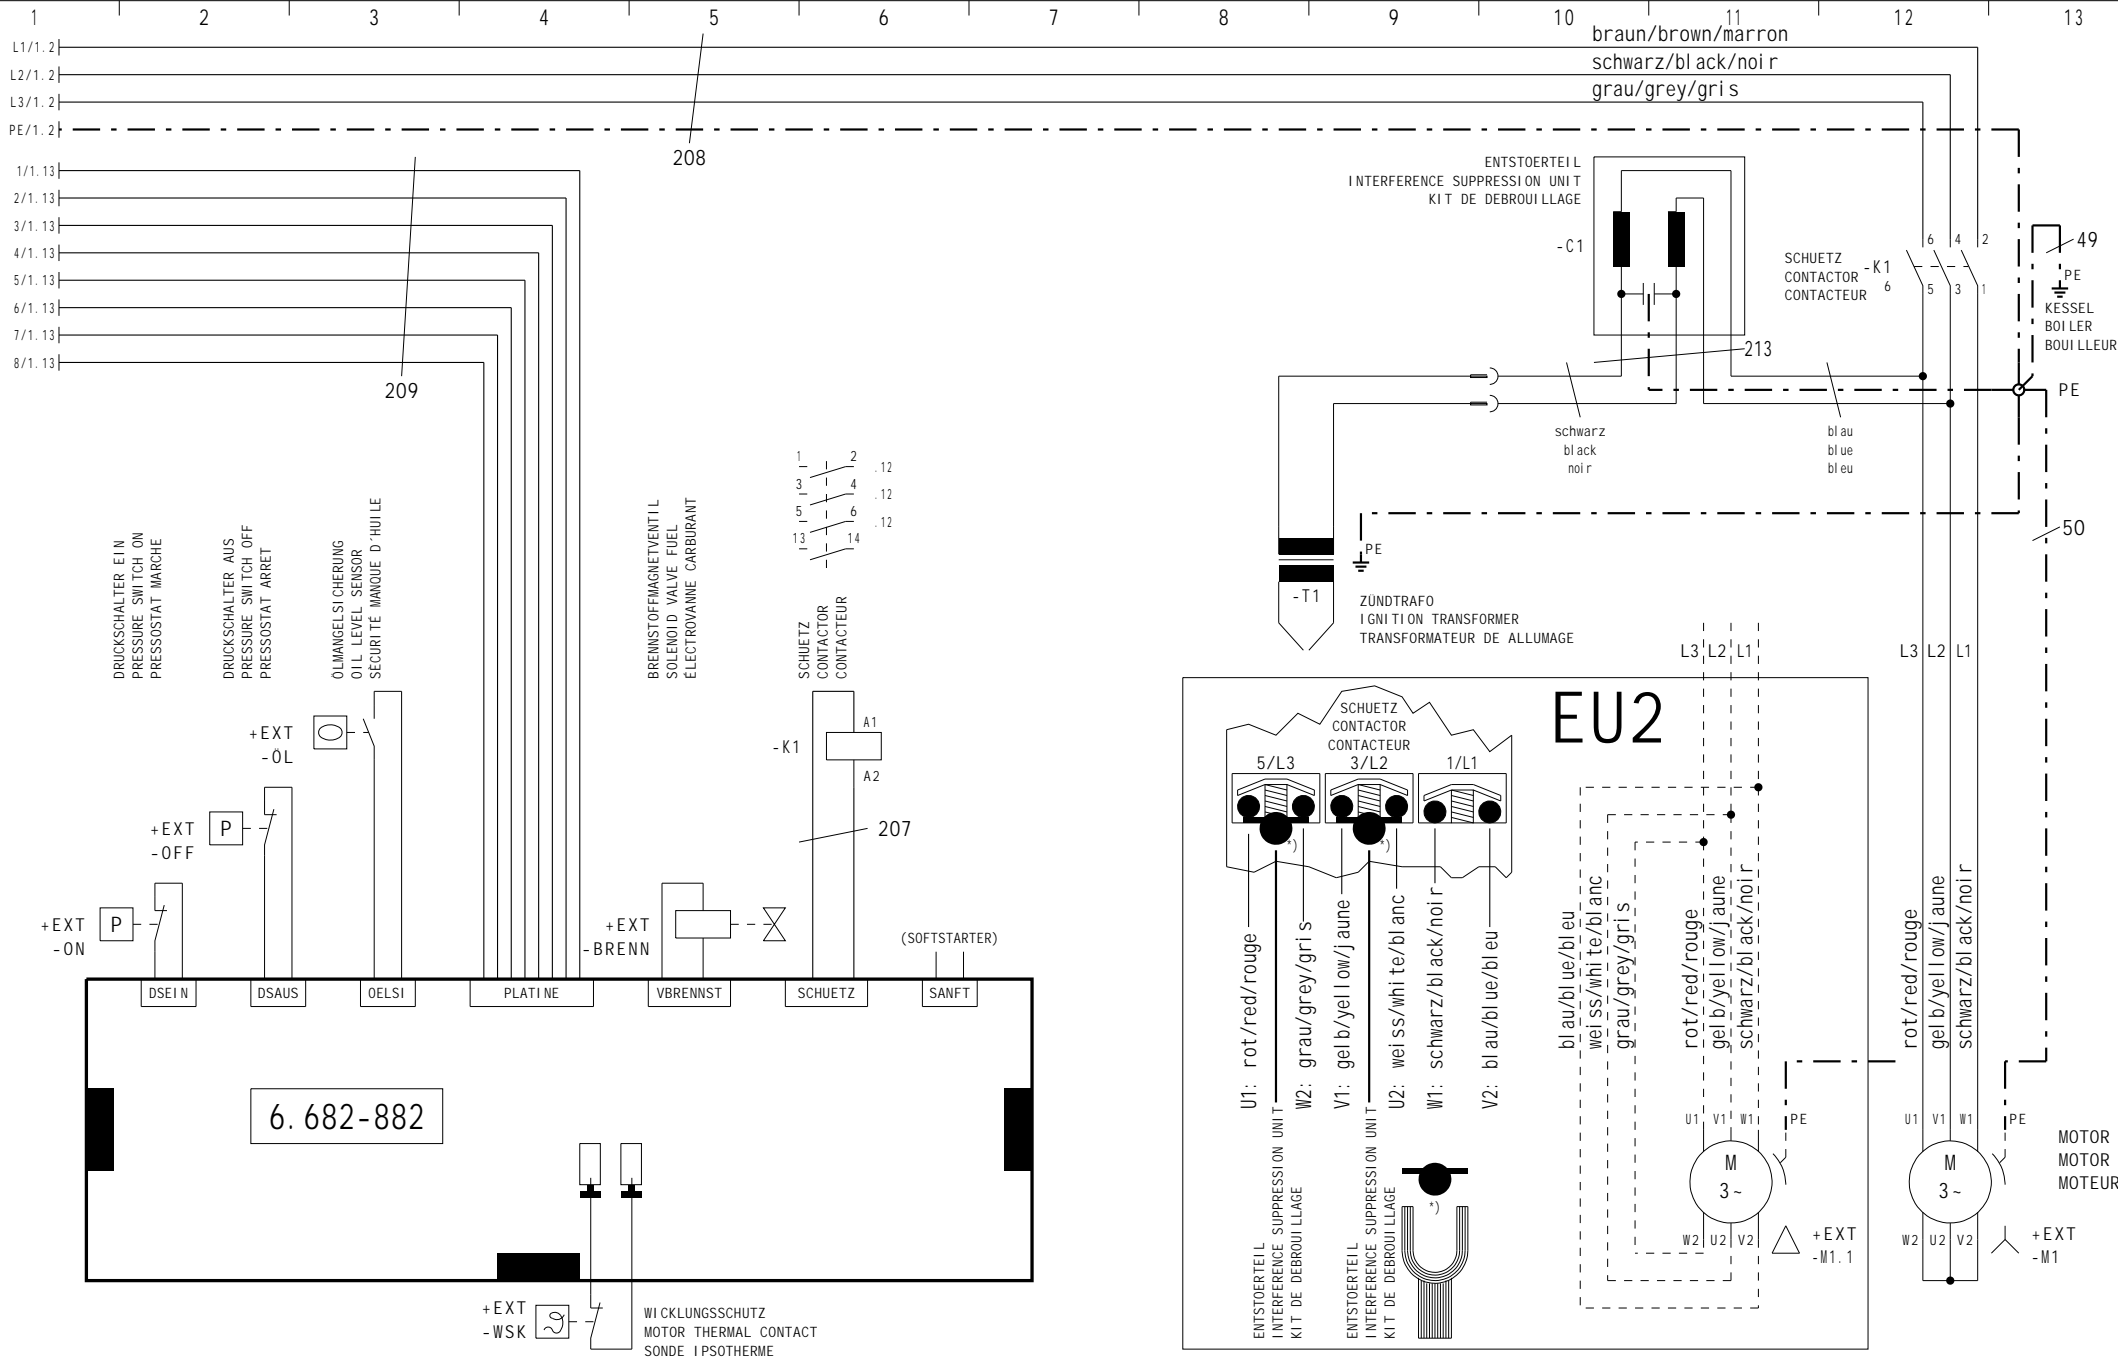 1 2 3 4 5 6 7 8 9 10 11 12 13
L1/1.2
L2/1.2
L3/1.2
PE/1.2
braun/brown/marron
schwarz/black/noir
grau/grey/gris
208
1/1.13
2/1.13
3/1.13
4/1.13
5/1.13
6/1.13
7/1.13
8/1.13
209
ENTSTOERTEIL
INTERFERENCE SUPPRESSION UNIT
KIT DE DEBROUILLAGE
-C1
213
SCHUETZ
CONTACTOR
CONTACTEUR
-K1
6
6 4 2
5 3 1
49
PE
KESSEL
BOILER
BOUILLEUR
PE
schwarz
black
noir
blau
blue
bleu
50
1 2 .12
3 4 .12
5 6 .12
13 14
DRUCKSCHALTER EIN
PRESSURE SWITCH ON
PRESSOSTAT MARCHE
DRUCKSCHALTER AUS
PRESSURE SWITCH OFF
PRESSOSTAT ARRET
ÖLMANGELSICHERUNG
OIL LEVEL SENSOR
SÉCURITÉ MANQUE D'HUILE
BRENNSTOFFMAGNETVENTIL
SOLENOID VALVE FUEL
ÉLECTROVANNE CARBURANT
SCHUETZ
CONTACTOR
CONTACTEUR
PE
-T1
ZÜNDTRAFO
IGNITION TRANSFORMER
TRANSFORMATEUR DE ALLUMAGE
+EXT
-ÖL
+EXT
-OFF
P
+EXT
-ON
P
-K1
A1
A2
207
+EXT
-BRENN
(SOFTSTARTER)
DSEIN
DSAUS
OELSI
PLATINE
VBRENNST
SCHUETZ
SANFT
6.682-882
+EXT
-WSK
WICKLUNGSSCHUTZ
MOTOR THERMAL CONTACT
SONDE IPSOTHERME
EU2
SCHUETZ
CONTACTOR
CONTACTEUR
5/L3 3/L2 1/L1
*) *)
U1: rot/red/rouge
W2: grau/grey/gris
V1: gelb/yellow/jaune
U2: weiss/white/blanc
W1: schwarz/black/noir
V2: blau/blue/bleu
ENTSTOERTEIL
INTERFERENCE SUPPRESSION UNIT
KIT DE DEBROUILLAGE
ENTSTOERTEIL
INTERFERENCE SUPPRESSION UNIT
KIT DE DEBROUILLAGE
*)
L3 L2 L1
blau/blue/bleu
weiss/white/blanc
grau/grey/gris
rot/red/rouge
gelb/yellow/jaune
schwarz/black/noir
U1 V1 W1
PE
M
3~
W2 U2 V2
+EXT
-M1.1
L3 L2 L1
rot/red/rouge
gelb/yellow/jaune
schwarz/black/noir
U1 V1 W1
PE
M
3~
W2 U2 V2
+EXT
-M1
MOTOR
MOTOR
MOTEUR